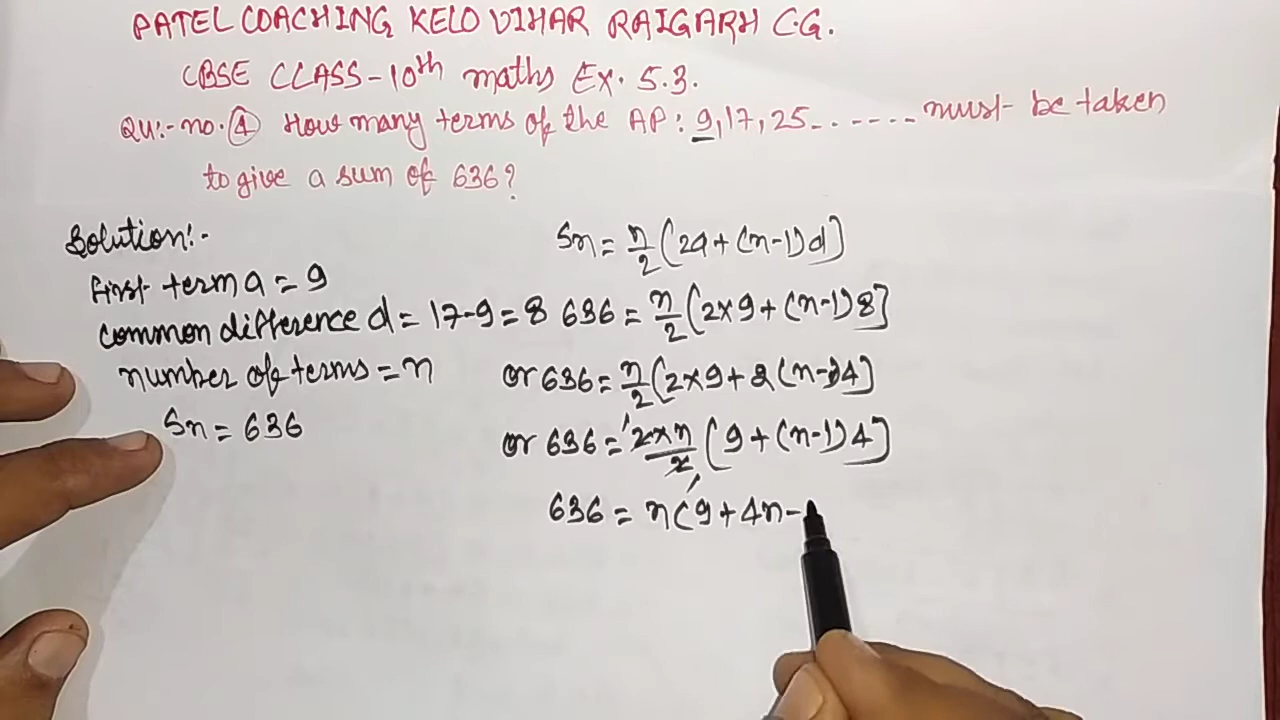 PATEL COACHING KELO VIHAR RAIGARH C.G.
CBSE CLASS-10th maths Ex. 5.3.
Qu:-no. 4 How many terms of the AP: 9, 17, 25-....... must be taken
to give a sum of 636?
Solution:-
First term a = 9
Common difference d = 17-9 = 8
number of terms = n
Sn = 636
Sn = n/2 (2a + (n-1)d)
636 = n/2 (2×9 + (n-1)8]
or 636 = n/2 (2×9 + 2(n-1)4]
or 636 = 2×n/2 (9 + (n-1)4]
636 = n(9 + 4n -